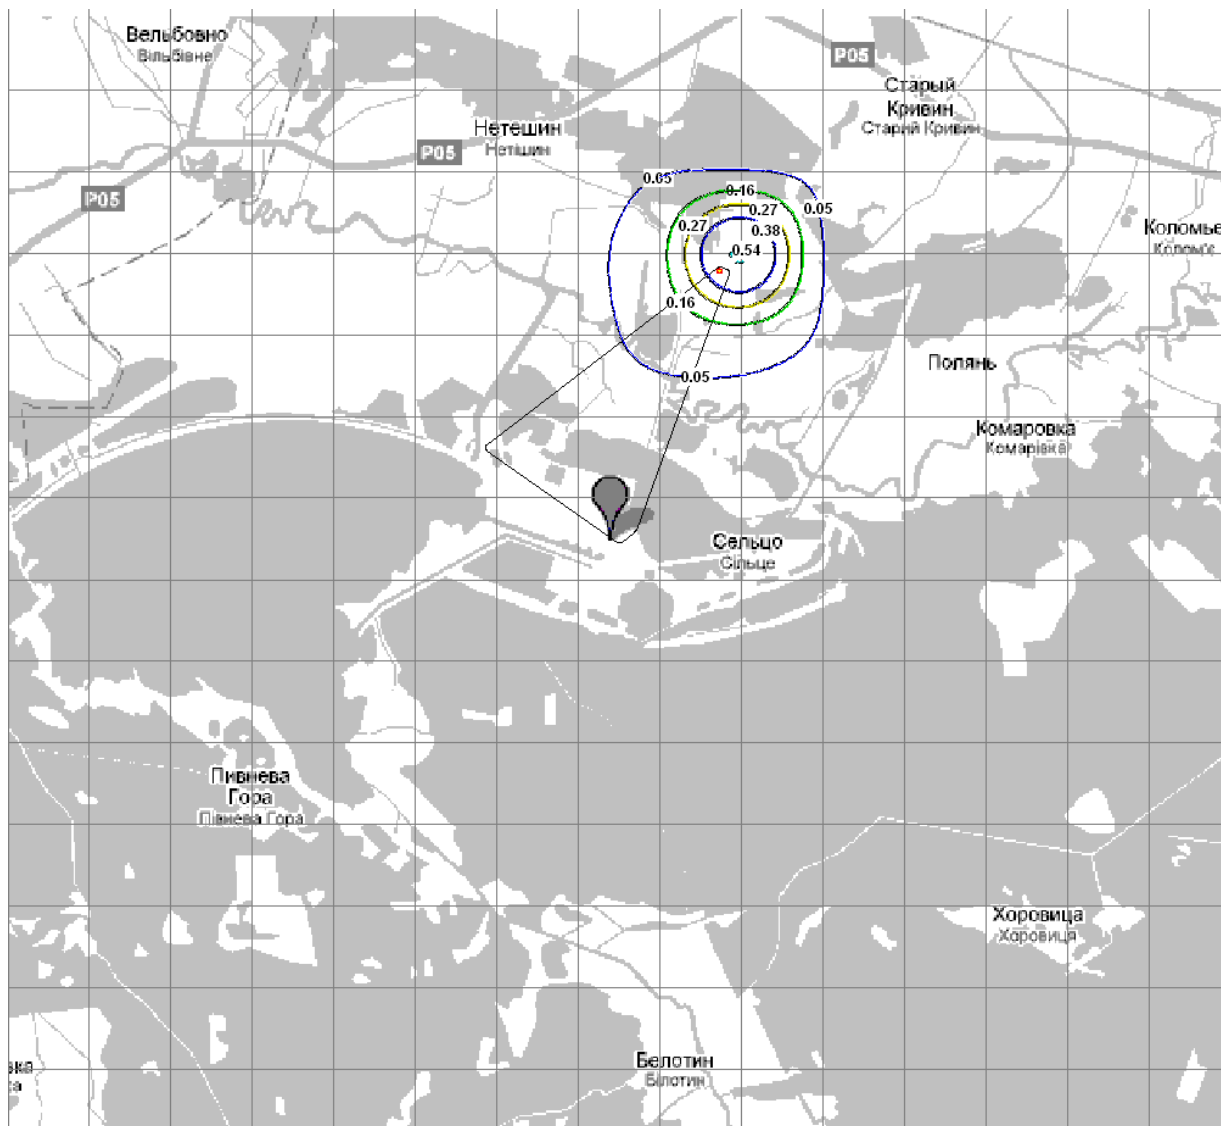 Вельбовно
Вільбівне
P05
Старый
Кривин
Старий Кривин
Нетешин
Нетішин
P05
P05
0.05
0.16
0.05
0.27
0.27
0.38
0.54
0.16
0.05
Коломье
Полянь
Комаровка
Комарівка
Сельцо
Сільце
Пивнева
Гора
Півнева Гора
Хоровица
Хоровиця
Белотин
Білотин